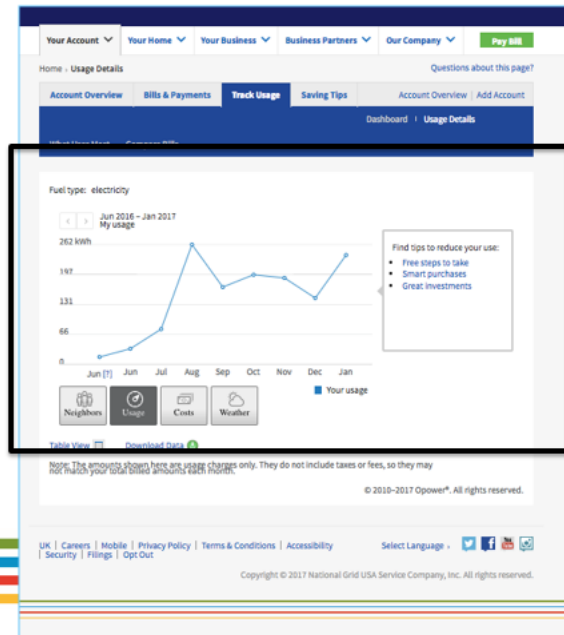 Your Account Your Home Your Business Business Partners Our Company Pay Bill
Home › Usage Details Questions about this page?
Account Overview Bills & Payments Track Usage Saving Tips Account Overview | Add Account
Dashboard | Usage Details
What Uses Most Compare Bills
Fuel type: electricity
Jun 2016 – Jan 2017
My usage
262 kWh
197
131
66
0
Jun [?] Jun Jul Aug Sep Oct Nov Dec Jan
Your usage
Find tips to reduce your use:
• Free steps to take
• Smart purchases
• Great investments
Neighbors Usage Costs Weather
Table View Download Data
Note: The amounts shown here are usage charges only. They do not include taxes or fees, so they may
not match your total billed amounts each month.
© 2010–2017 Opower®. All rights reserved.
UK | Careers | Mobile | Privacy Policy | Terms & Conditions | Accessibility Select Language ›
| Security | Filings | Opt Out
Copyright © 2017 National Grid USA Service Company, Inc. All rights reserved.